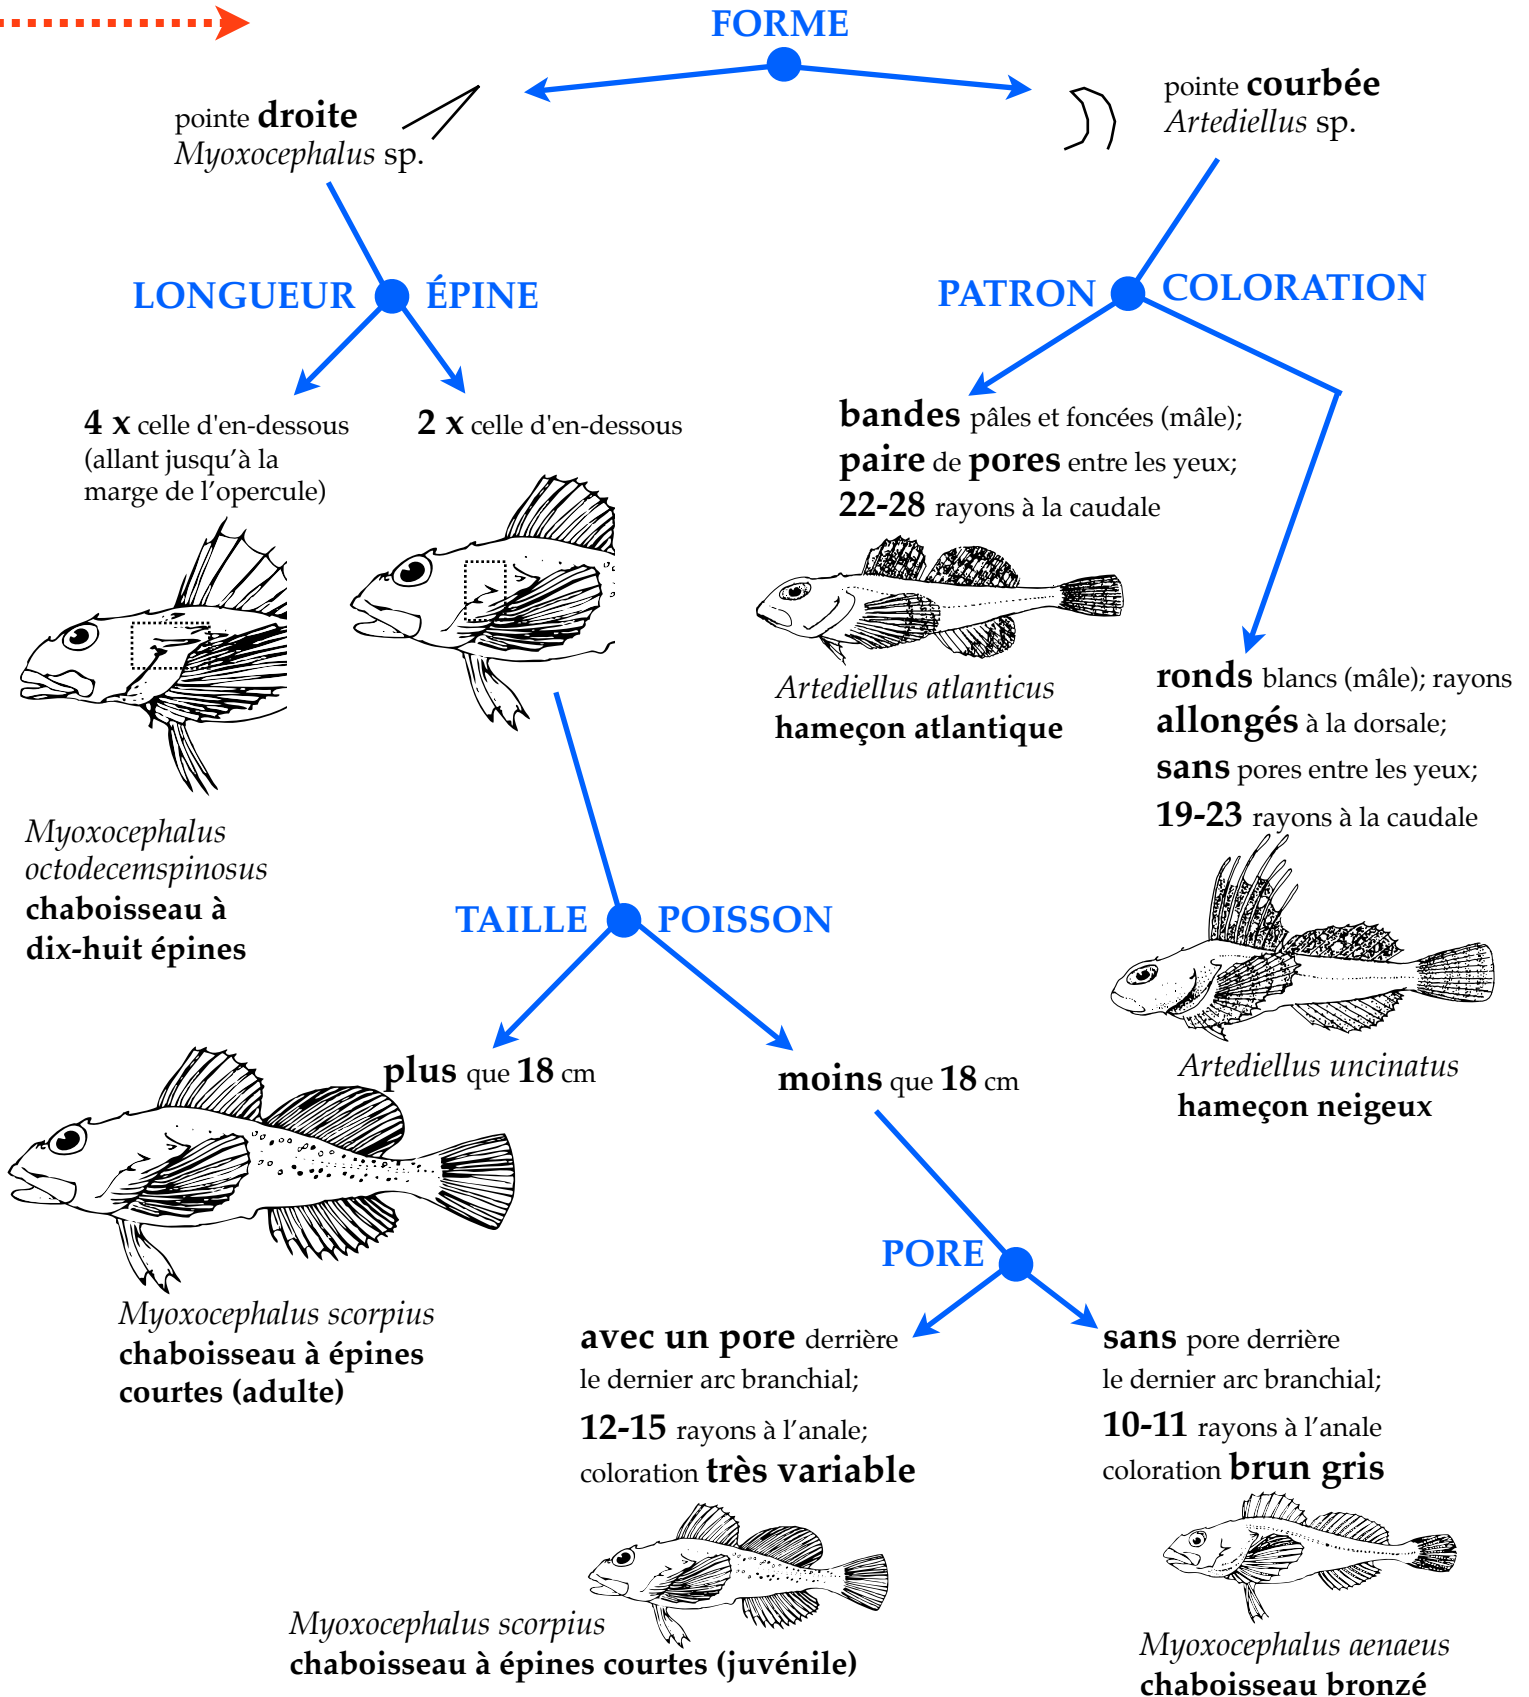 FORME
pointe droite
Myoxocephalus sp.
pointe courbée
Artediellus sp.
LONGUEUR ÉPINE
PATRON COLORATION
4 x celle d'en-dessous
(allant jusqu’à la
marge de l’opercule)
2 x celle d'en-dessous
bandes pâles et foncées (mâle);
paire de pores entre les yeux;
22-28 rayons à la caudale
Artediellus atlanticus
hameçon atlantique
ronds blancs (mâle); rayons
allongés à la dorsale;
sans pores entre les yeux;
19-23 rayons à la caudale
Myoxocephalus
octodecemspinosus
chaboisseau à
dix-huit épines
TAILLE POISSON
plus que 18 cm
moins que 18 cm
Artediellus uncinatus
hameçon neigeux
Myoxocephalus scorpius
chaboisseau à épines
courtes (adulte)
PORE
avec un pore derrière
le dernier arc branchial;
12-15 rayons à l’anale;
coloration très variable
sans pore derrière
le dernier arc branchial;
10-11 rayons à l’anale
coloration brun gris
Myoxocephalus scorpius
chaboisseau à épines courtes (juvénile)
Myoxocephalus aenaeus
chaboisseau bronzé